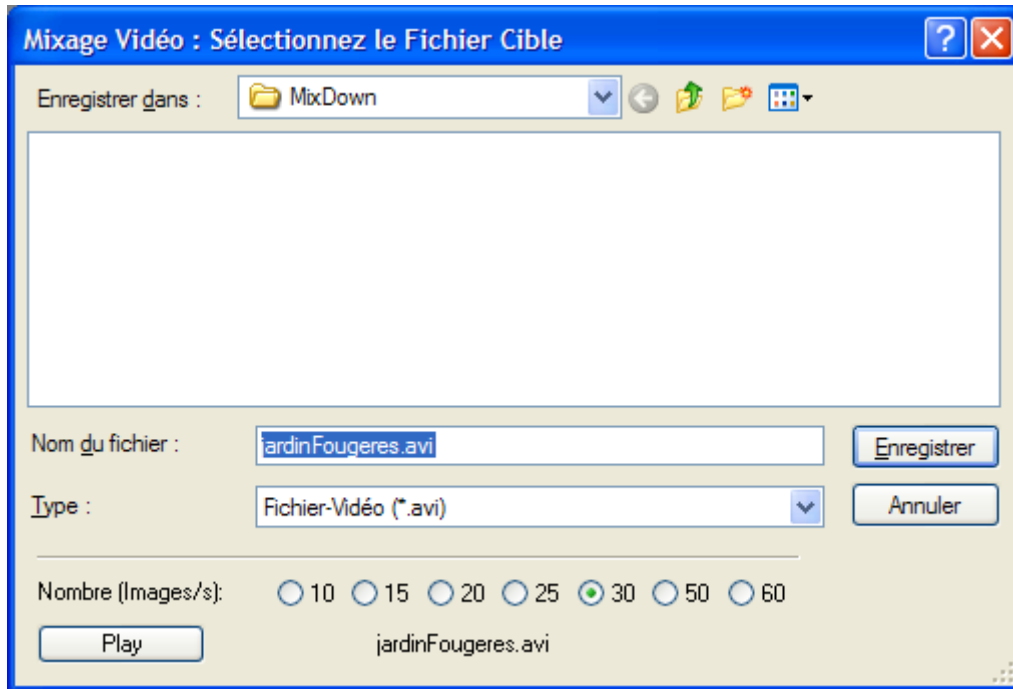 Mixage Vidéo : Sélectionnez le Fichier Cible
Enregistrer dans : MixDown
Nom du fichier : jardinFougeres.avi Enregistrer
Type : Fichier-Vidéo (*.avi) Annuler
Nombre (Images/s): 10 15 20 25 30 50 60
Play jardinFougeres.avi